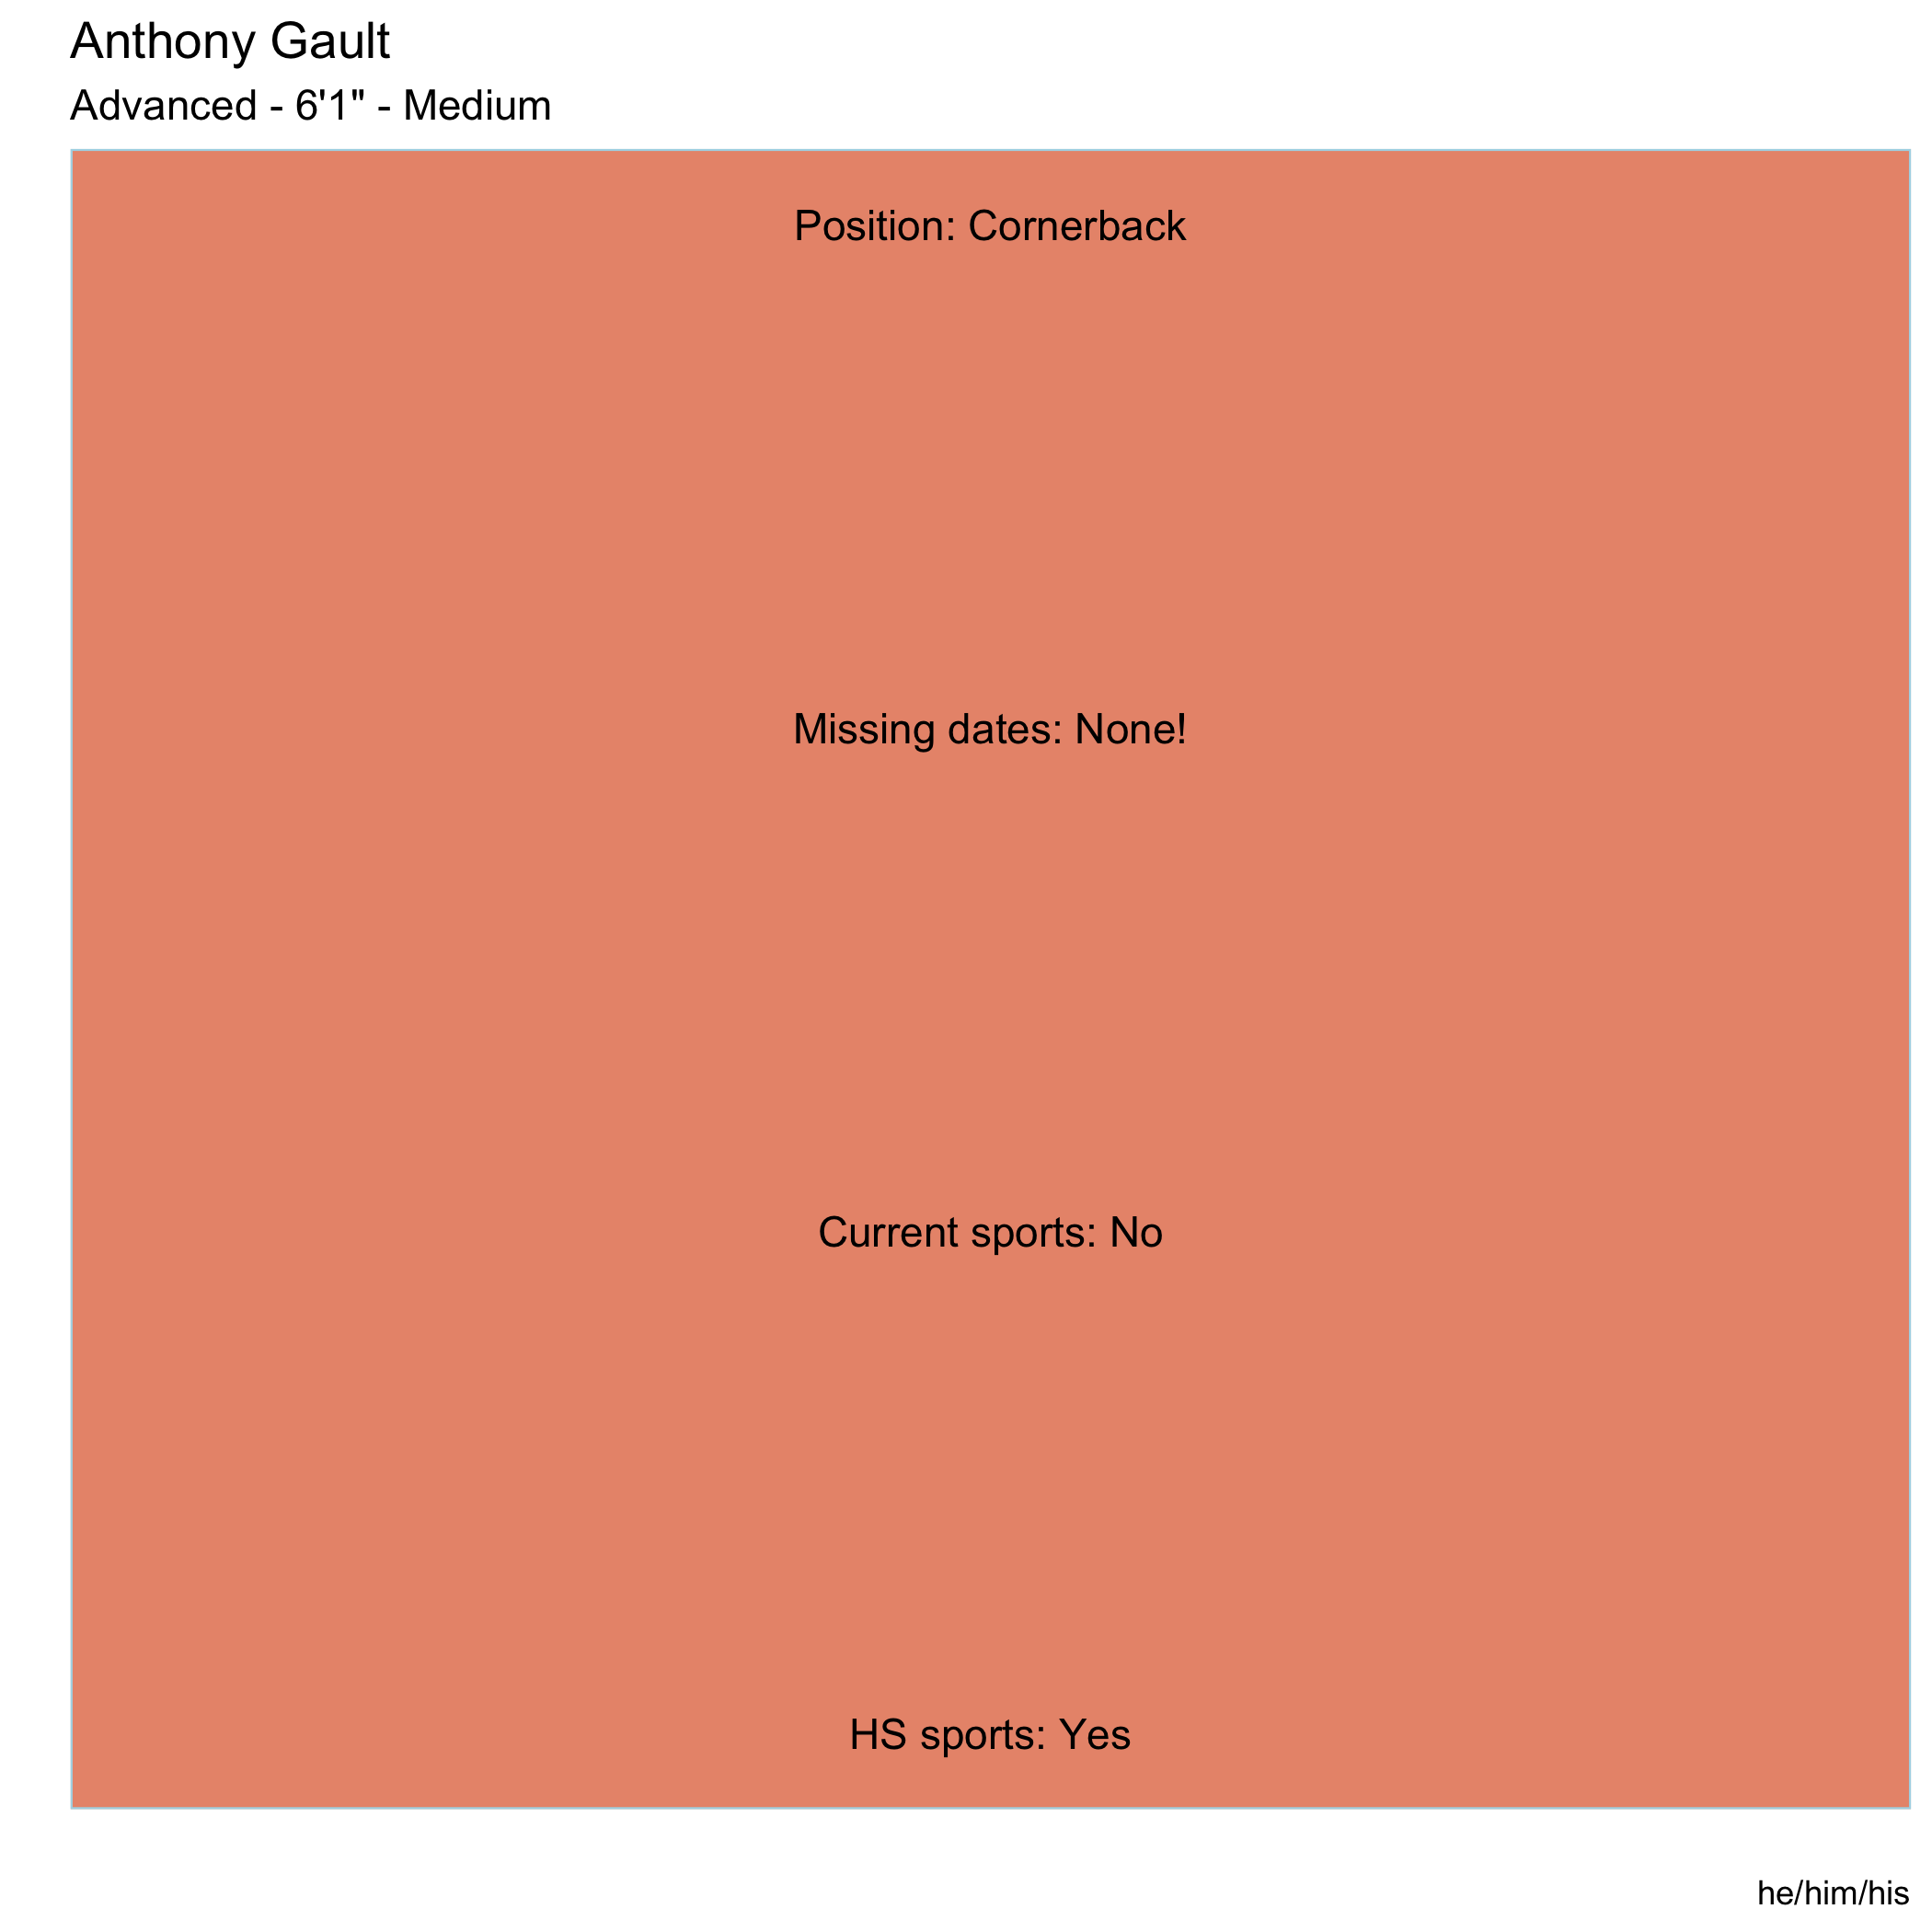 Anthony Gault
Advanced - 6'1" - Medium
Position: Cornerback
Missing dates: None!
Current sports: No
HS sports: Yes
he/him/his